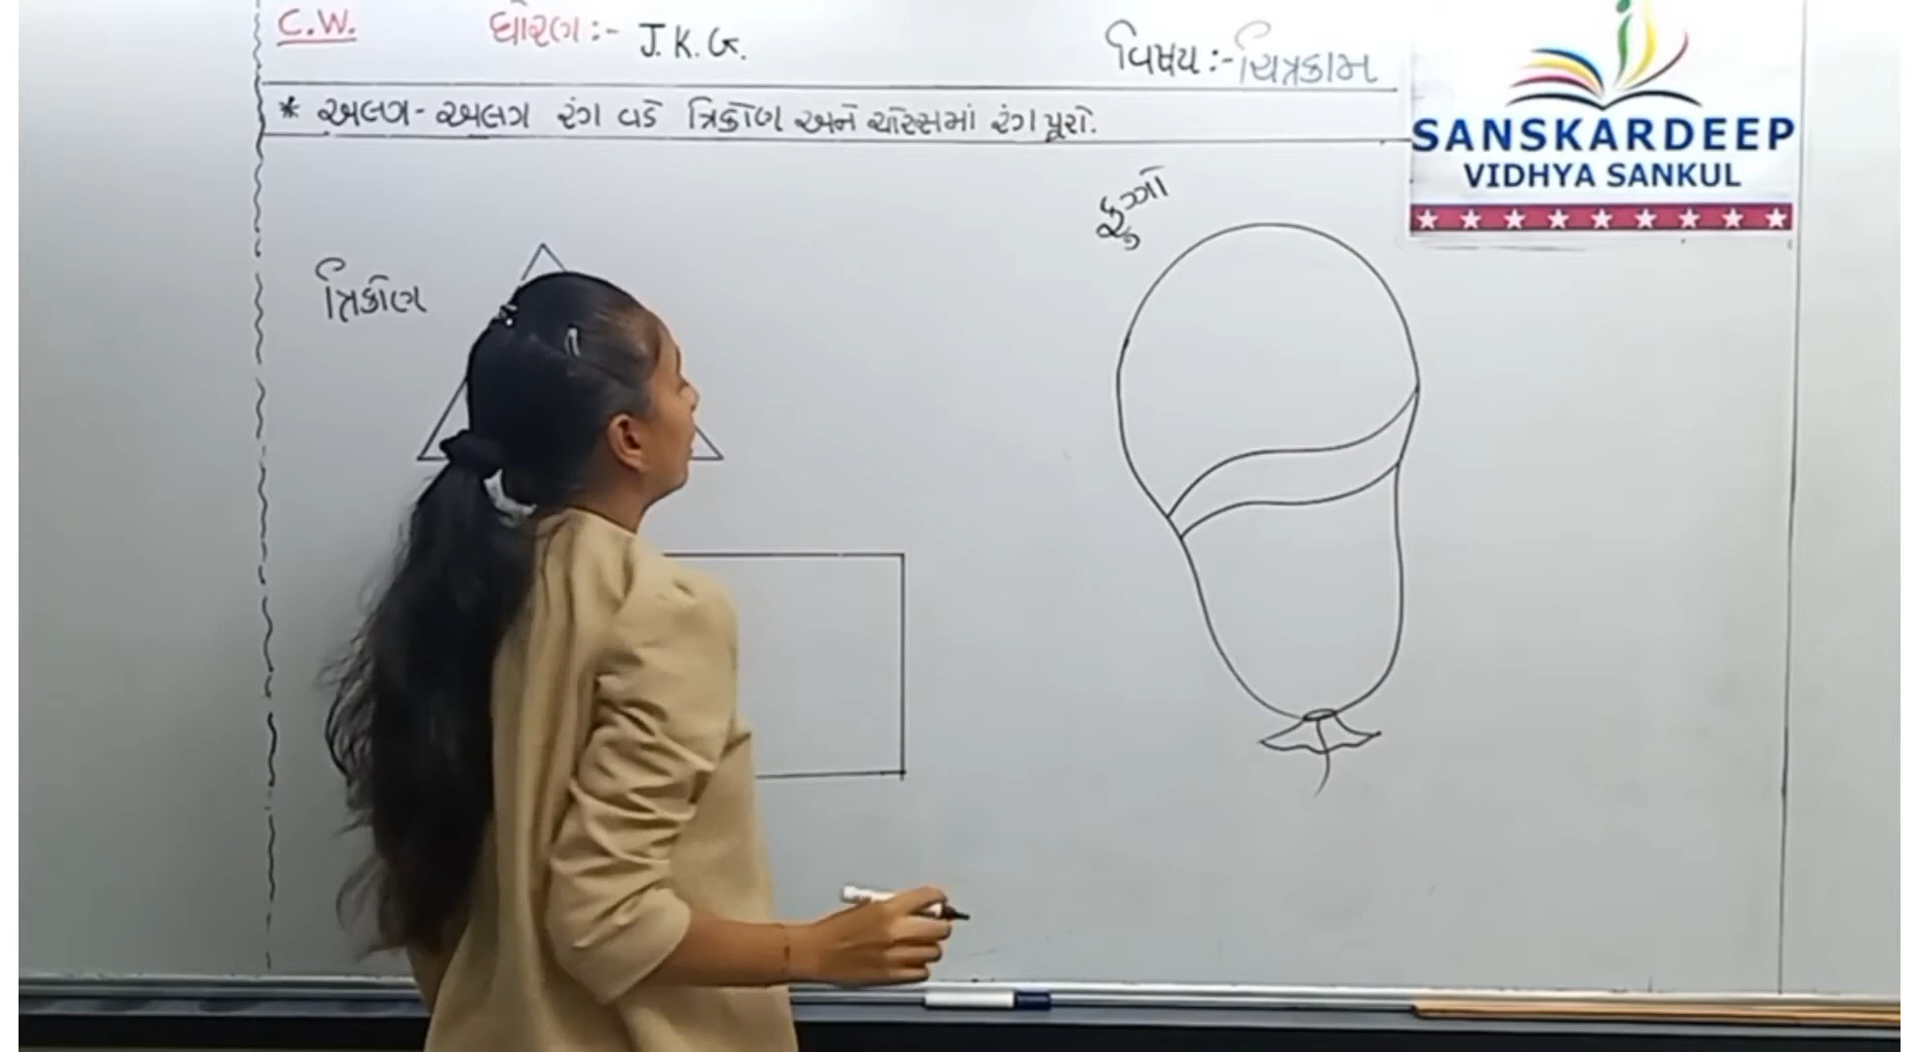 C.W. ધોરણ :- J.K.G. વિષય :- ચિત્રકામ
* અલગ - અલગ રંગ વડે ત્રિકોણ અને ચોરસમાં રંગ પૂરો.
SANSKARDEEP
VIDHYA SANKUL
ફુગ્ગો
ત્રિકોણ